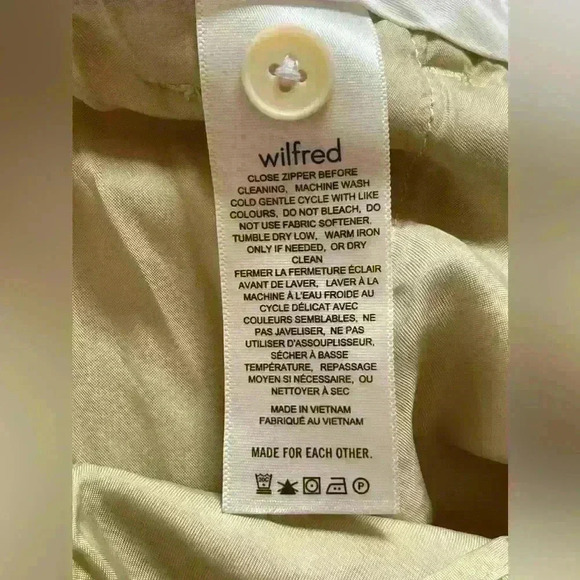 wilfred
CLOSE ZIPPER BEFORE
CLEANING, MACHINE WASH
COLD GENTLE CYCLE WITH LIKE
COLOURS, DO NOT BLEACH, DO
NOT USE FABRIC SOFTENER.
TUMBLE DRY LOW, WARM IRON
ONLY IF NEEDED, OR DRY
CLEAN
FERMER LA FERMETURE ÉCLAIR
AVANT DE LAVER, LAVER À LA
MACHINE À L'EAU FROIDE AU
CYCLE DÉLICAT AVEC
COULEURS SEMBLABLES, NE
PAS JAVELISER, NE PAS
UTILISER D'ASSOUPLISSEUR,
SÉCHER À BASSE
TEMPÉRATURE, REPASSAGE
MOYEN SI NÉCESSAIRE, OU
NETTOYER À SEC
MADE IN VIETNAM
FABRIQUÉ AU VIETNAM
MADE FOR EACH OTHER.
30C P